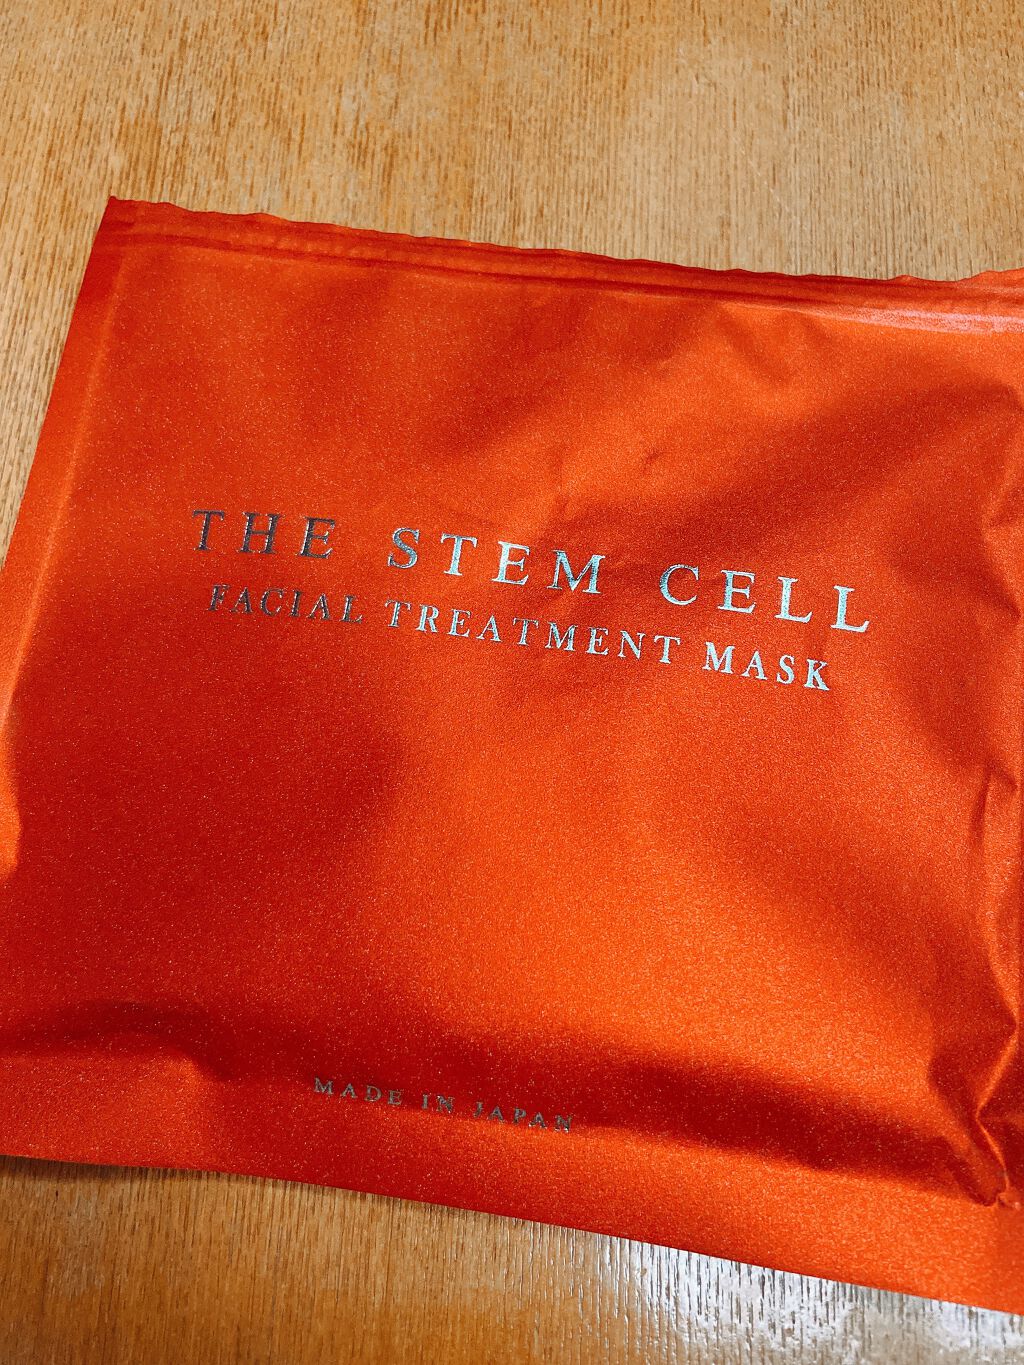 THE STEM CELL
FACIAL TREATMENT MASK
MADE IN JAPAN